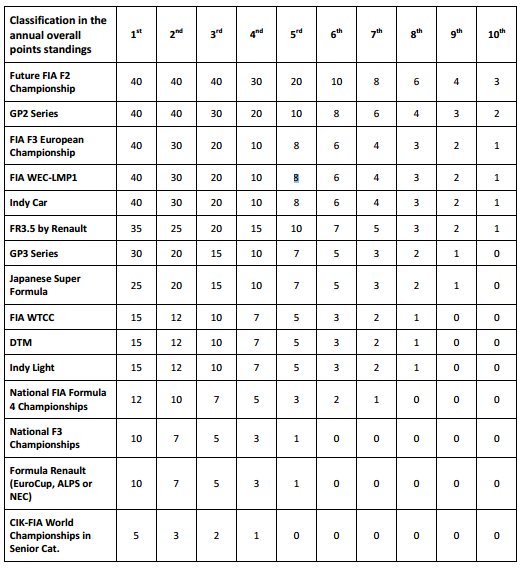 Classification in the
annual overall
points standings
1st 2nd 3rd 4nd 5rd 6th 7th 8th 9th 10th
Future FIA F2
Championship
40 40 40 30 20 10 8 6 4 3
GP2 Series 40 40 30 20 10 8 6 4 3 2
FIA F3 European
Championship
40 30 20 10 8 6 4 3 2 1
FIA WEC-LMP1 40 30 20 10 8 6 4 3 2 1
Indy Car 40 30 20 10 8 6 4 3 2 1
FR3.5 by Renault 35 25 20 15 10 7 5 3 2 1
GP3 Series 30 20 15 10 7 5 3 2 1 0
Japanese Super
Formula
25 20 15 10 7 5 3 2 1 0
FIA WTCC 15 12 10 7 5 3 2 1 0 0
DTM 15 12 10 7 5 3 2 1 0 0
Indy Light 15 12 10 7 5 3 2 1 0 0
National FIA Formula
4 Championships
12 10 7 5 3 2 1 0 0 0
National F3
Championships
10 7 5 3 1 0 0 0 0 0
Formula Renault
(EuroCup, ALPS or
NEC)
10 7 5 3 1 0 0 0 0 0
CIK-FIA World
Championships in
Senior Cat.
5 3 2 1 0 0 0 0 0 0